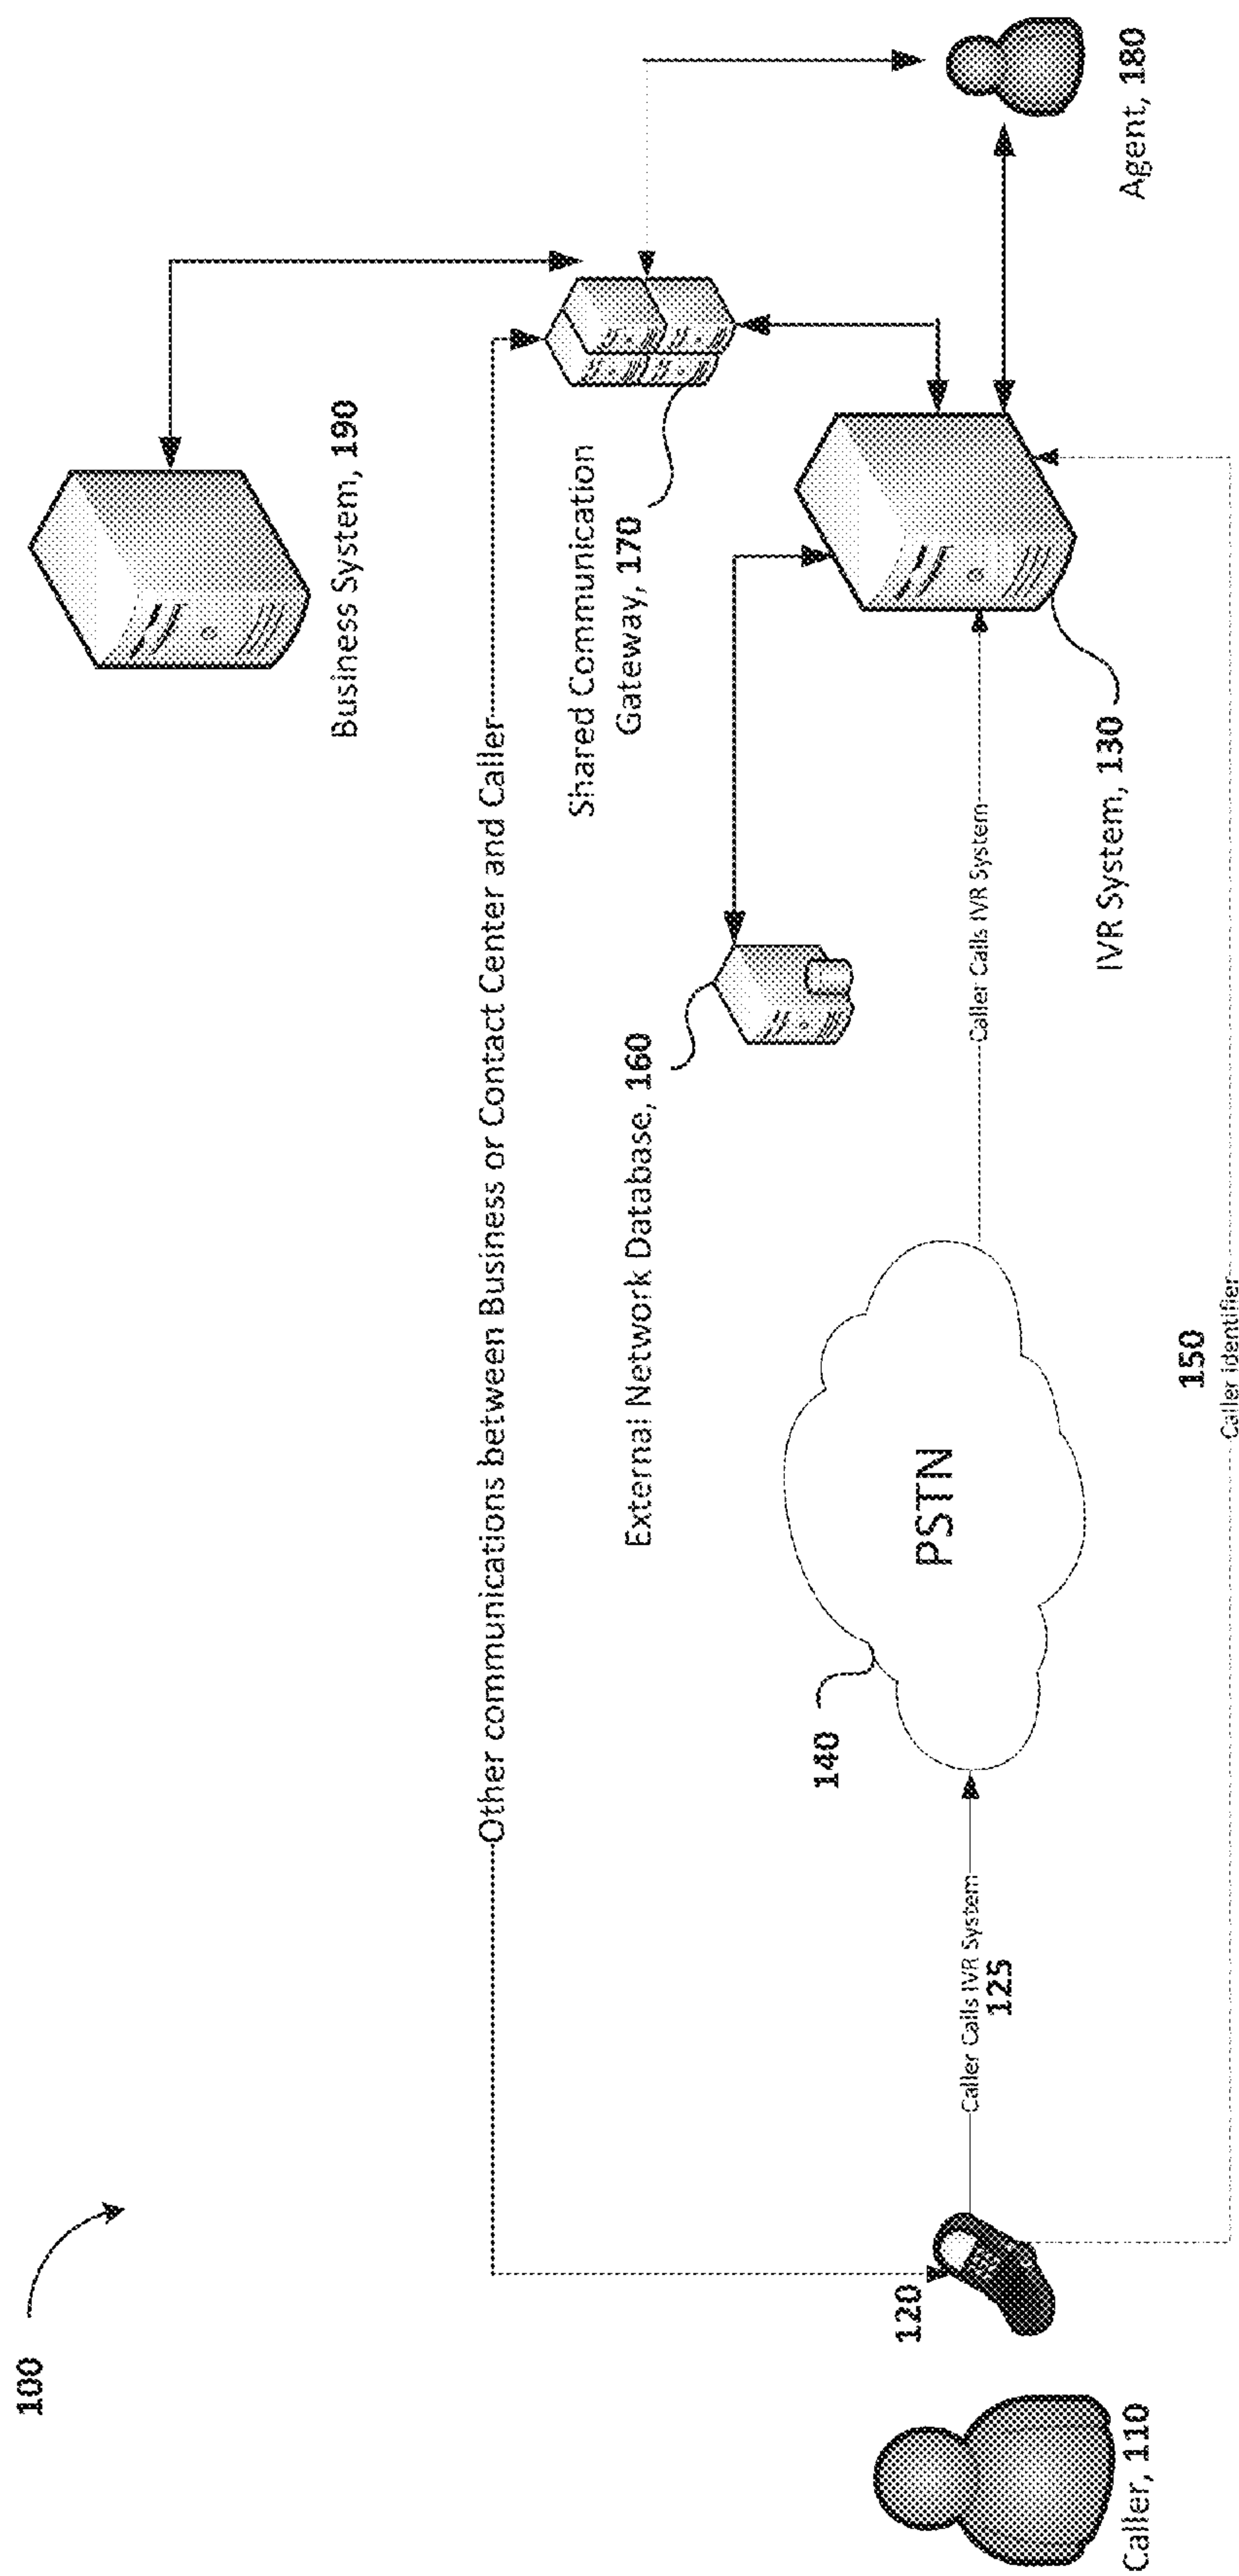 100
Business System, 190
Other communications between Business or Contact Center and Caller
Shared Communication
Gateway, 170
External Network Database, 160
140
PSTN
120
Caller Calls IVR System
125
Caller Calls IVR System
IVR System, 130
Agent, 180
Caller, 110
150
Caller identifier